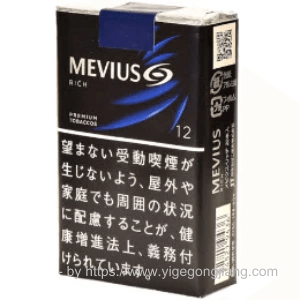 MEVIUS
RICH
PREMIUM
TOBACCOS
12
望まない受動喫煙が
生じないよう、屋外や
家庭でも周囲の状況
に配慮することが、健
康増進法上、義務付
けられています。
MEVIUS
- by https://www.yigegongjiang.com